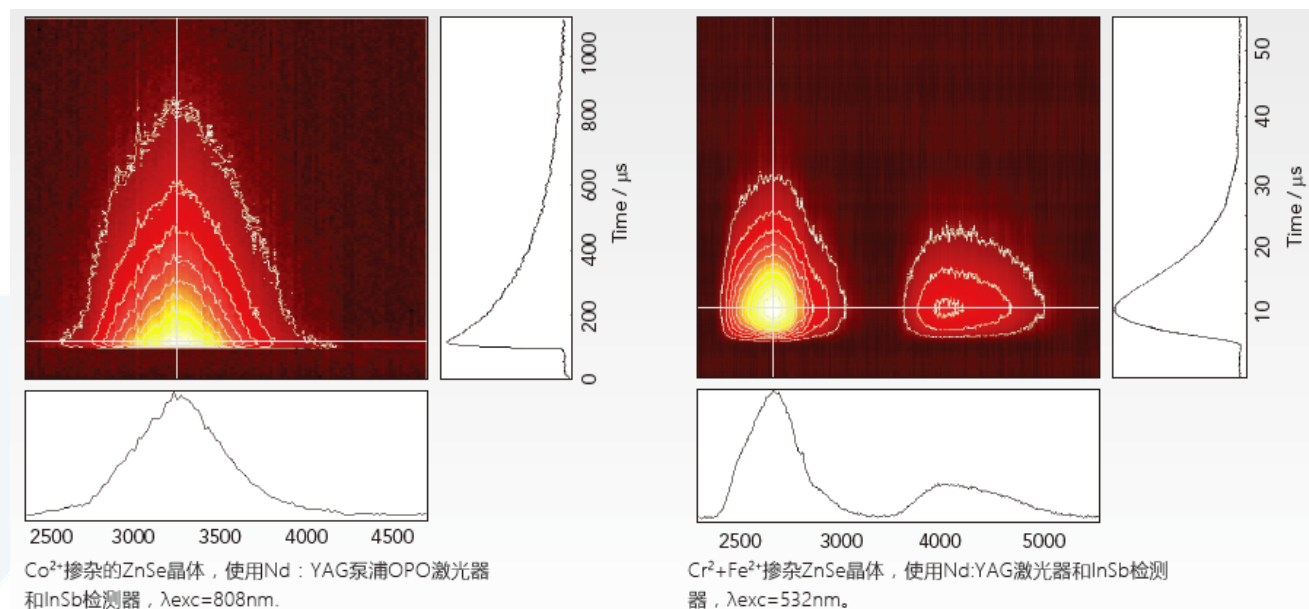 1000
800
600
400
200
0
Time / μs
2500 3000 3500 4000 4500
Co²⁺掺杂的ZnSe晶体，使用Nd：YAG泵浦OPO激光器
和InSb检测器，λexc=808nm.
50
40
30
20
10
Time / μs
2500 3000 4000 5000
Cr²+Fe²⁺掺杂ZnSe晶体，使用Nd:YAG激光器和InSb检测
器，λexc=532nm。